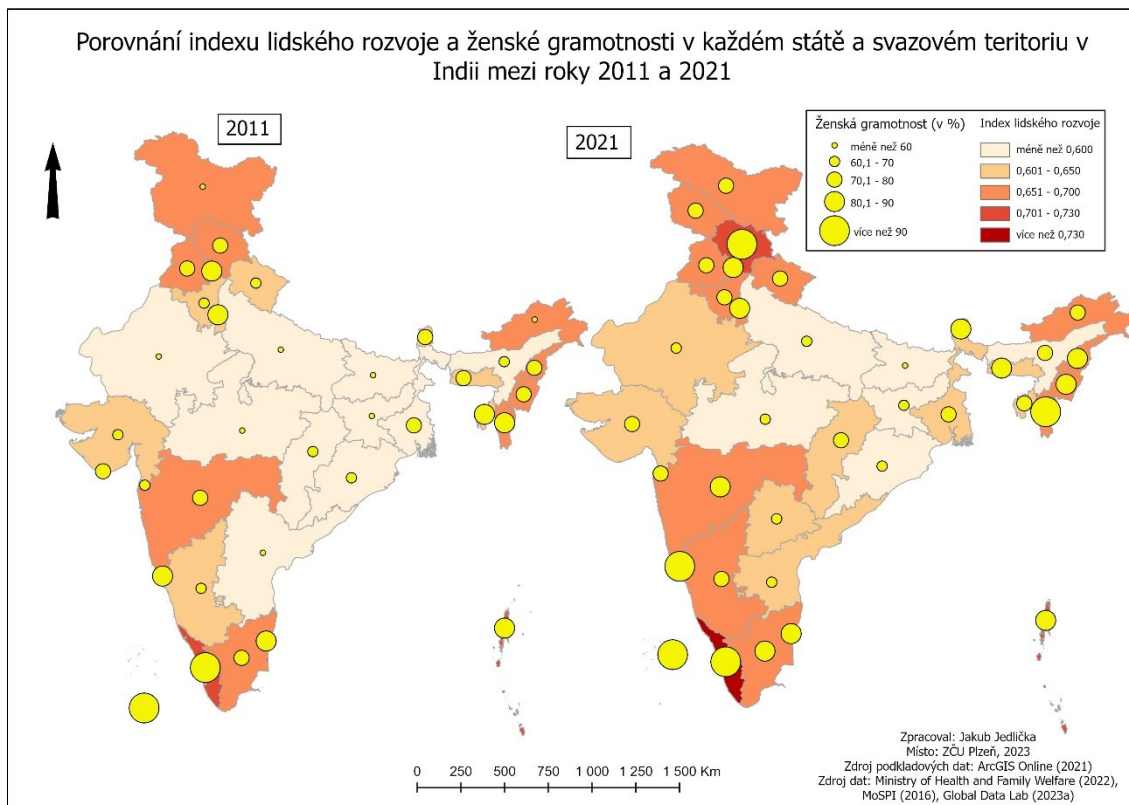 Porovnání indexu lidského rozvoje a ženské gramotnosti v každém státě a svazovém teritoriu v
Indii mezi roky 2011 a 2021
2011
2021
Ženská gramotnost (v %)
méně než 60
60,1 - 70
70,1 - 80
80,1 - 90
více než 90
Index lidského rozvoje
méně než 0,600
0,601 - 0,650
0,651 - 0,700
0,701 - 0,730
více než 0,730
0 250 500 750 1 000 1 250 1 500 Km
Zpracoval: Jakub Jedlička
Místo: ZČU Plzeň, 2023
Zdroj podkladových dat: ArcGIS Online (2021)
Zdroj dat: Ministry of Health and Family Welfare (2022),
MoSPI (2016), Global Data Lab (2023a)